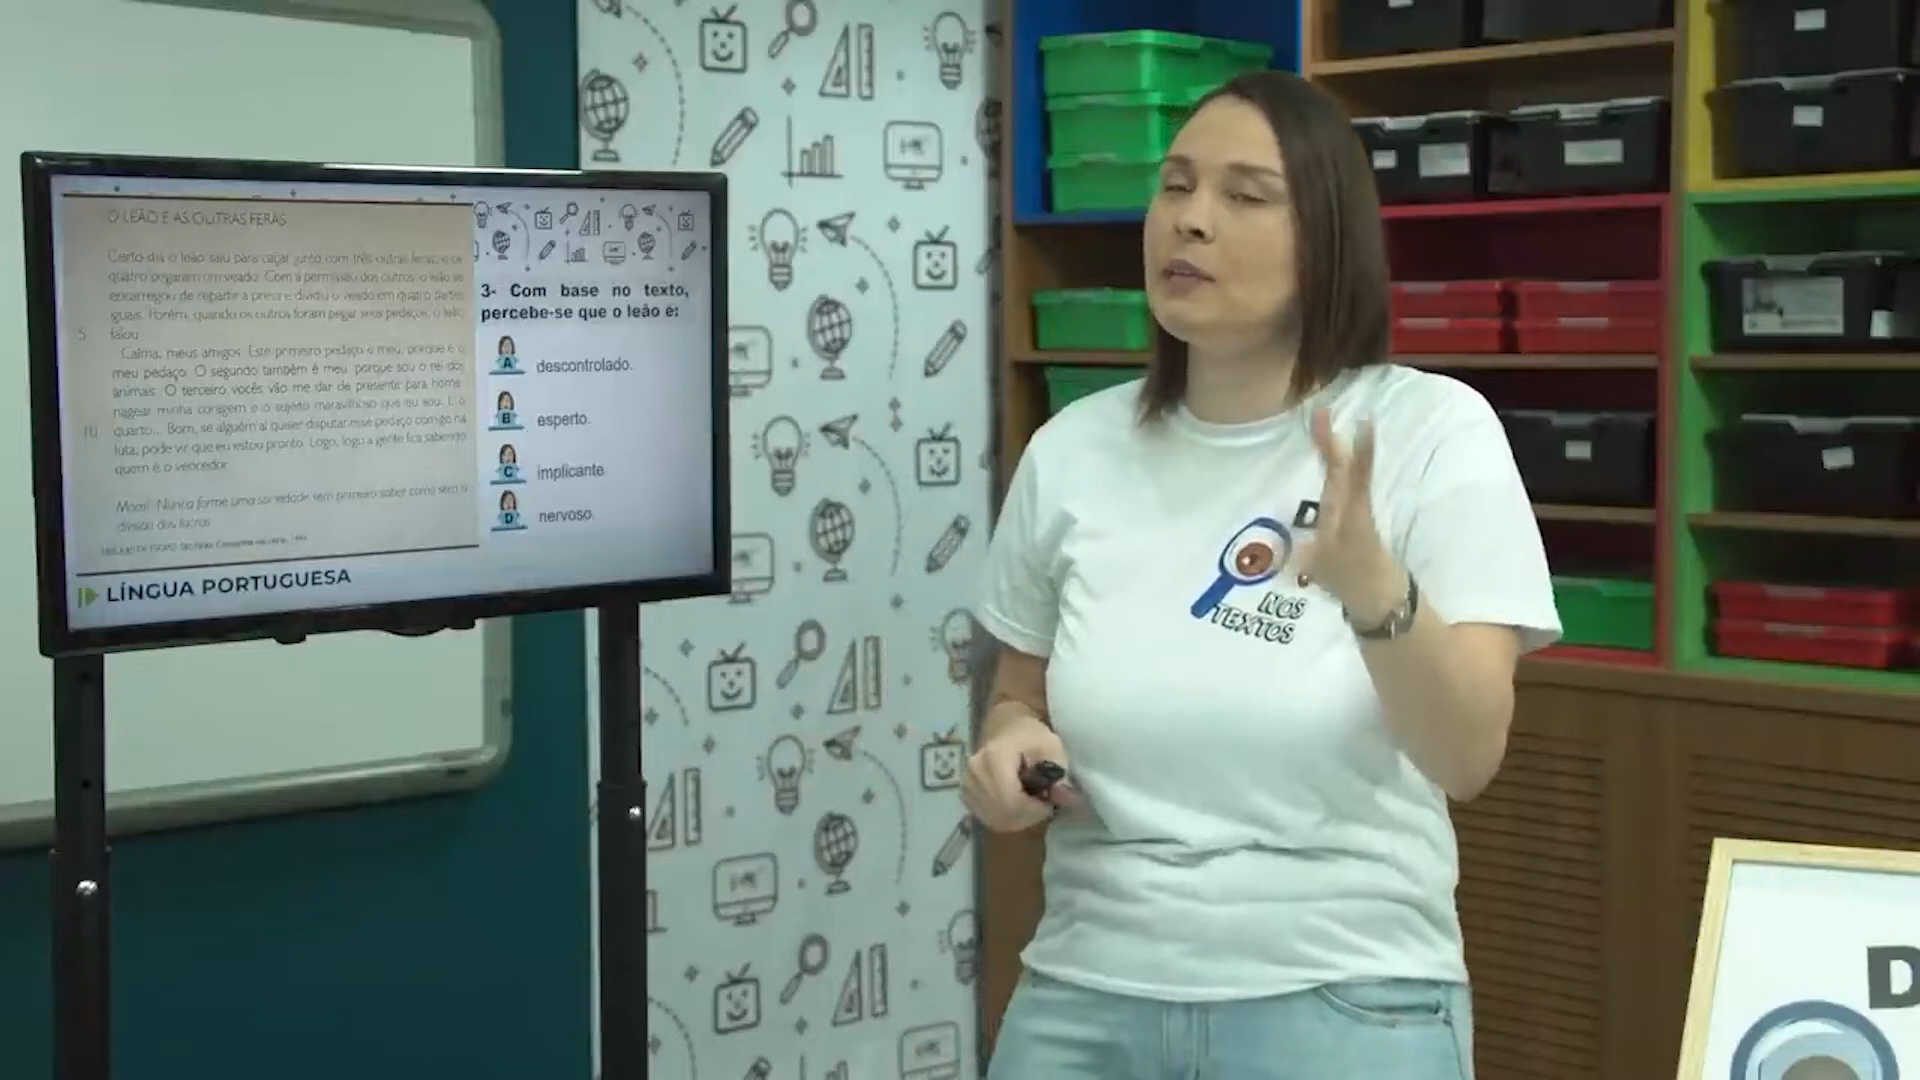 O LEÃO E AS OUTRAS FERAS
Certo dia o leão saiu para caçar junto com três outras feras, e os
quatro pegaram um veado. Com a permissão dos outros, o leão se
encarregou de repartir a presa e dividiu o veado em quatro partes
iguais. Porém, quando os outros foram pegar seus pedaços, o leão
5 falou:
Calma, meus amigos. Este primeiro pedaço é meu, porque é o
meu pedaço. O segundo também é meu, porque sou o rei dos
animais. O terceiro vocês vão me dar de presente para home
nagear minha coragem e o sujeito maravilhoso que eu sou. E o
10 quarto... Bom, se alguém aí quiser disputar esse pedaço comigo na
luta, pode vir que eu estou pronto. Logo, logo a gente fica sabendo
quem é o vencedor.
Moral: Nunca forme uma sociedade sem primeiro saber como será a
divisão dos lucros.
3- Com base no texto,
percebe-se que o leão é:
A descontrolado.
B esperto.
C implicante
D nervoso.
LÍNGUA PORTUGUESA
D
NOS
TEXTOS
D